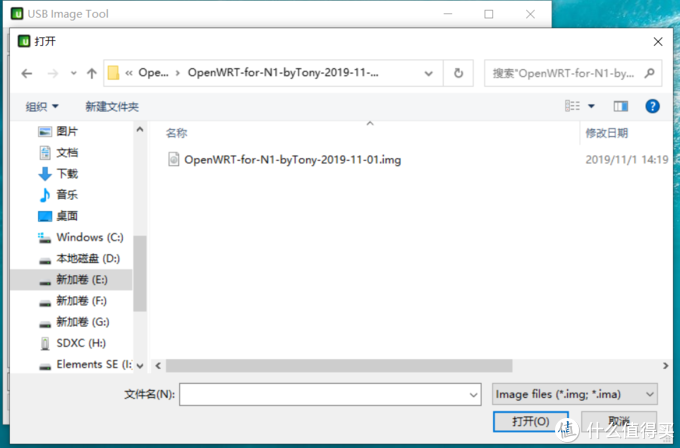 USB Image Tool
打开
« Ope... › OpenWRT-for-N1-byTony-2019-11-...
搜索"OpenWRT-for-N1-by...
组织
新建文件夹
名称
修改日期
OpenWRT-for-N1-byTony-2019-11-01.img
2019/11/1 14:19
图片
文档
下载
音乐
桌面
Windows (C:)
本地磁盘 (D:)
新加卷 (E:)
新加卷 (F:)
新加卷 (G:)
SDXC (H:)
Elements SE (I:
文件名(N):
Image files (*.img; *.ima)
打开(O)
取消
值 什么值得买